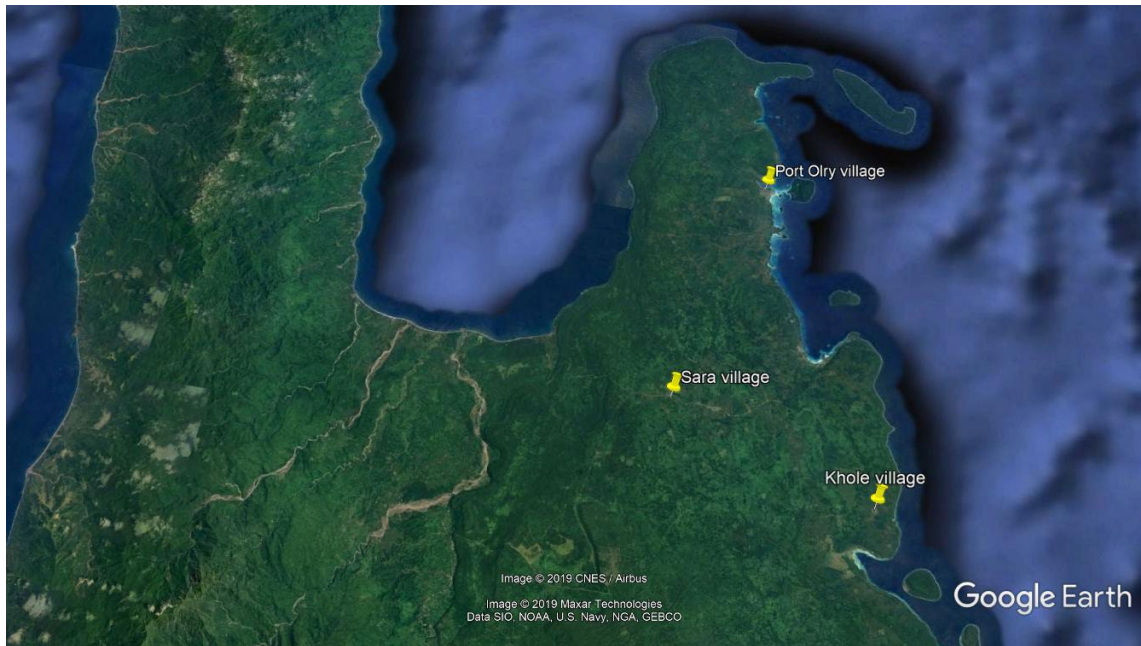 Port Olry village
Sara village
Khole village
Image © 2019 CNES / Airbus
Image © 2019 Maxar Technologies
Data SIO, NOAA, U.S. Navy, NGA, GEBCO
Google Earth